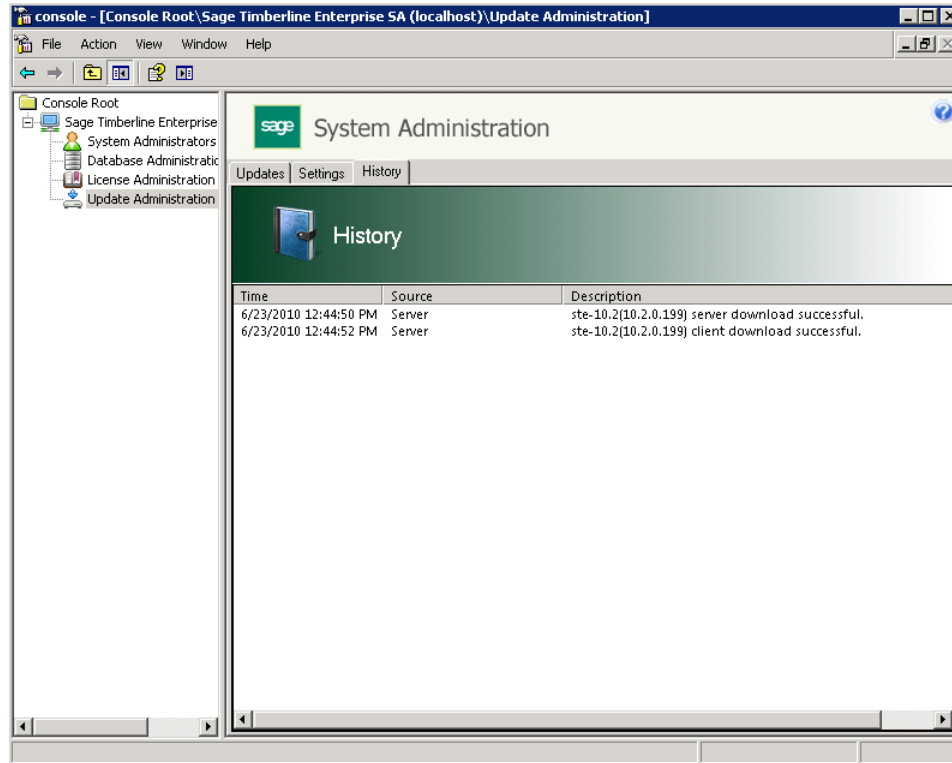 console - [Console Root\Sage Timberline Enterprise SA (localhost)\Update Administration]
File Action View Window Help
Console Root
Sage Timberline Enterprise
System Administrators
Database Administratio
License Administration
Update Administration
sage System Administration
Updates Settings History
History
Time Source Description
6/23/2010 12:44:50 PM Server ste-10.2(10.2.0.199) server download successful.
6/23/2010 12:44:52 PM Server ste-10.2(10.2.0.199) client download successful.